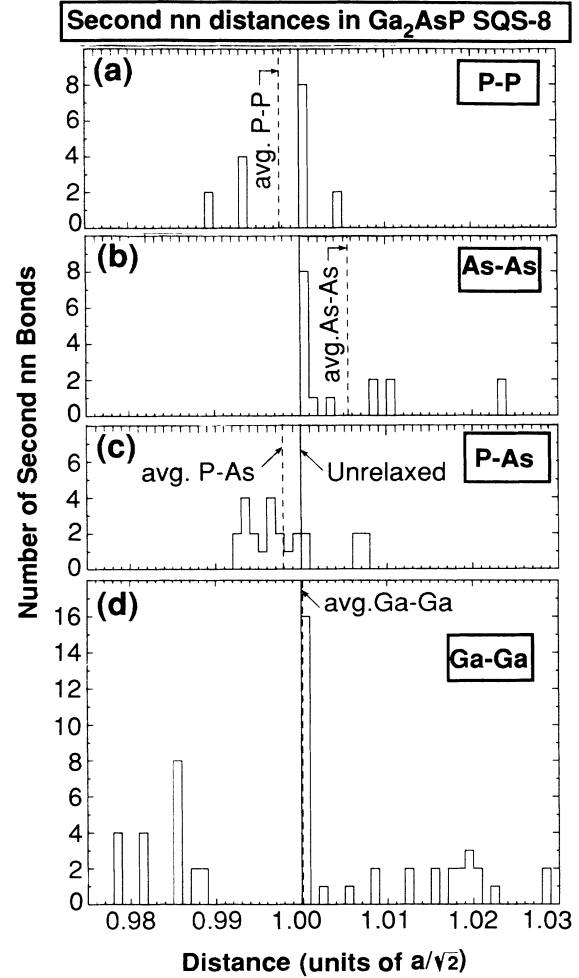 Second nn distances in Ga₂AsP SQS-8
(a)
P-P
avg. P-P
8
6
4
2
0
(b)
As-As
avg.As-As
8
6
4
2
0
(c)
P-As
avg. P-As
Unrelaxed
6
4
2
0
(d)
avg.Ga-Ga
Ga-Ga
16
14
12
10
8
6
4
2
0
0.98 0.99 1.00 1.01 1.02 1.03
Number of Second nn Bonds
Distance (units of a/√2)